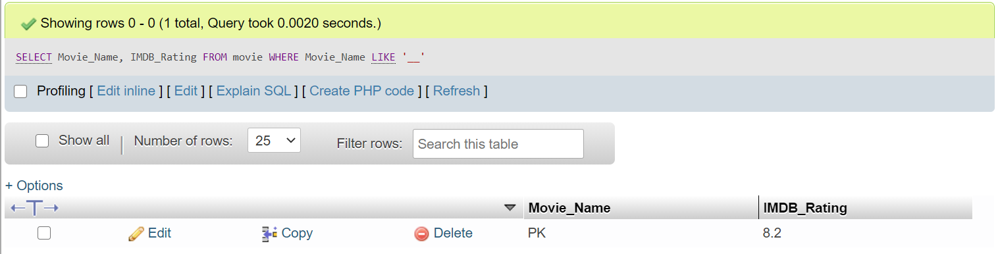 Showing rows 0 - 0 (1 total, Query took 0.0020 seconds.)
SELECT Movie_Name, IMDB_Rating FROM movie WHERE Movie_Name LIKE '__'
Profiling [ Edit inline ] [ Edit ] [ Explain SQL ] [ Create PHP code ] [ Refresh ]
Show all Number of rows: 25 Filter rows: Search this table
+ Options
←T→ Movie_Name IMDB_Rating
Edit Copy Delete PK 8.2